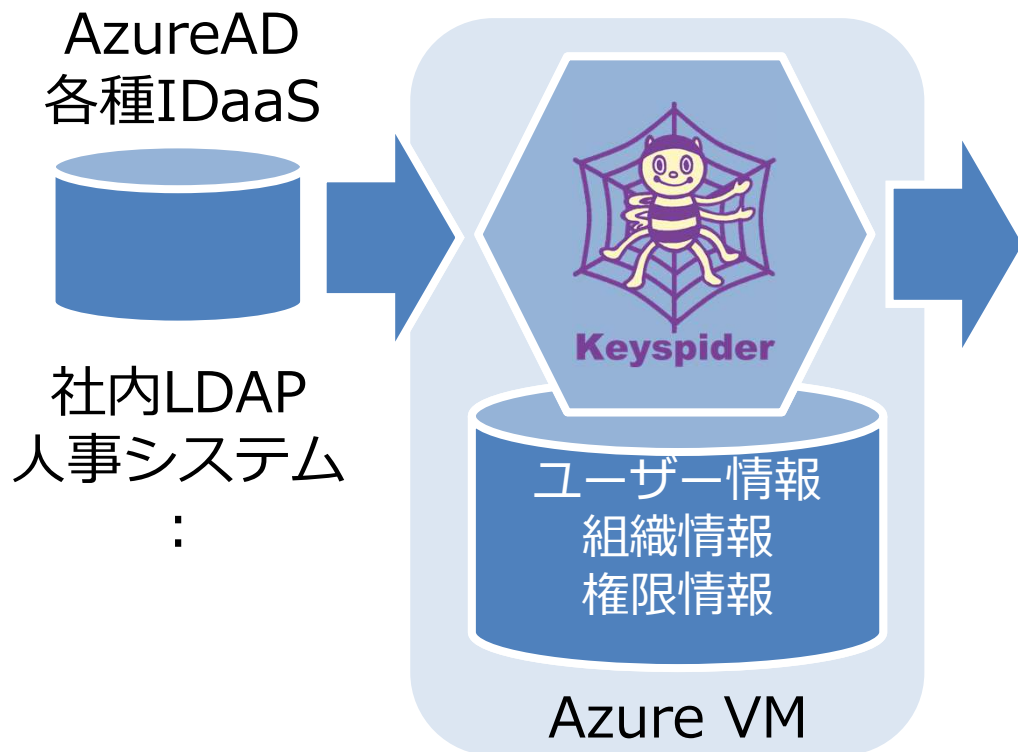 AzureAD
各種IDaaS
社内LDAP
人事システム
:
Keyspider
ユーザー情報
組織情報
権限情報
Azure VM